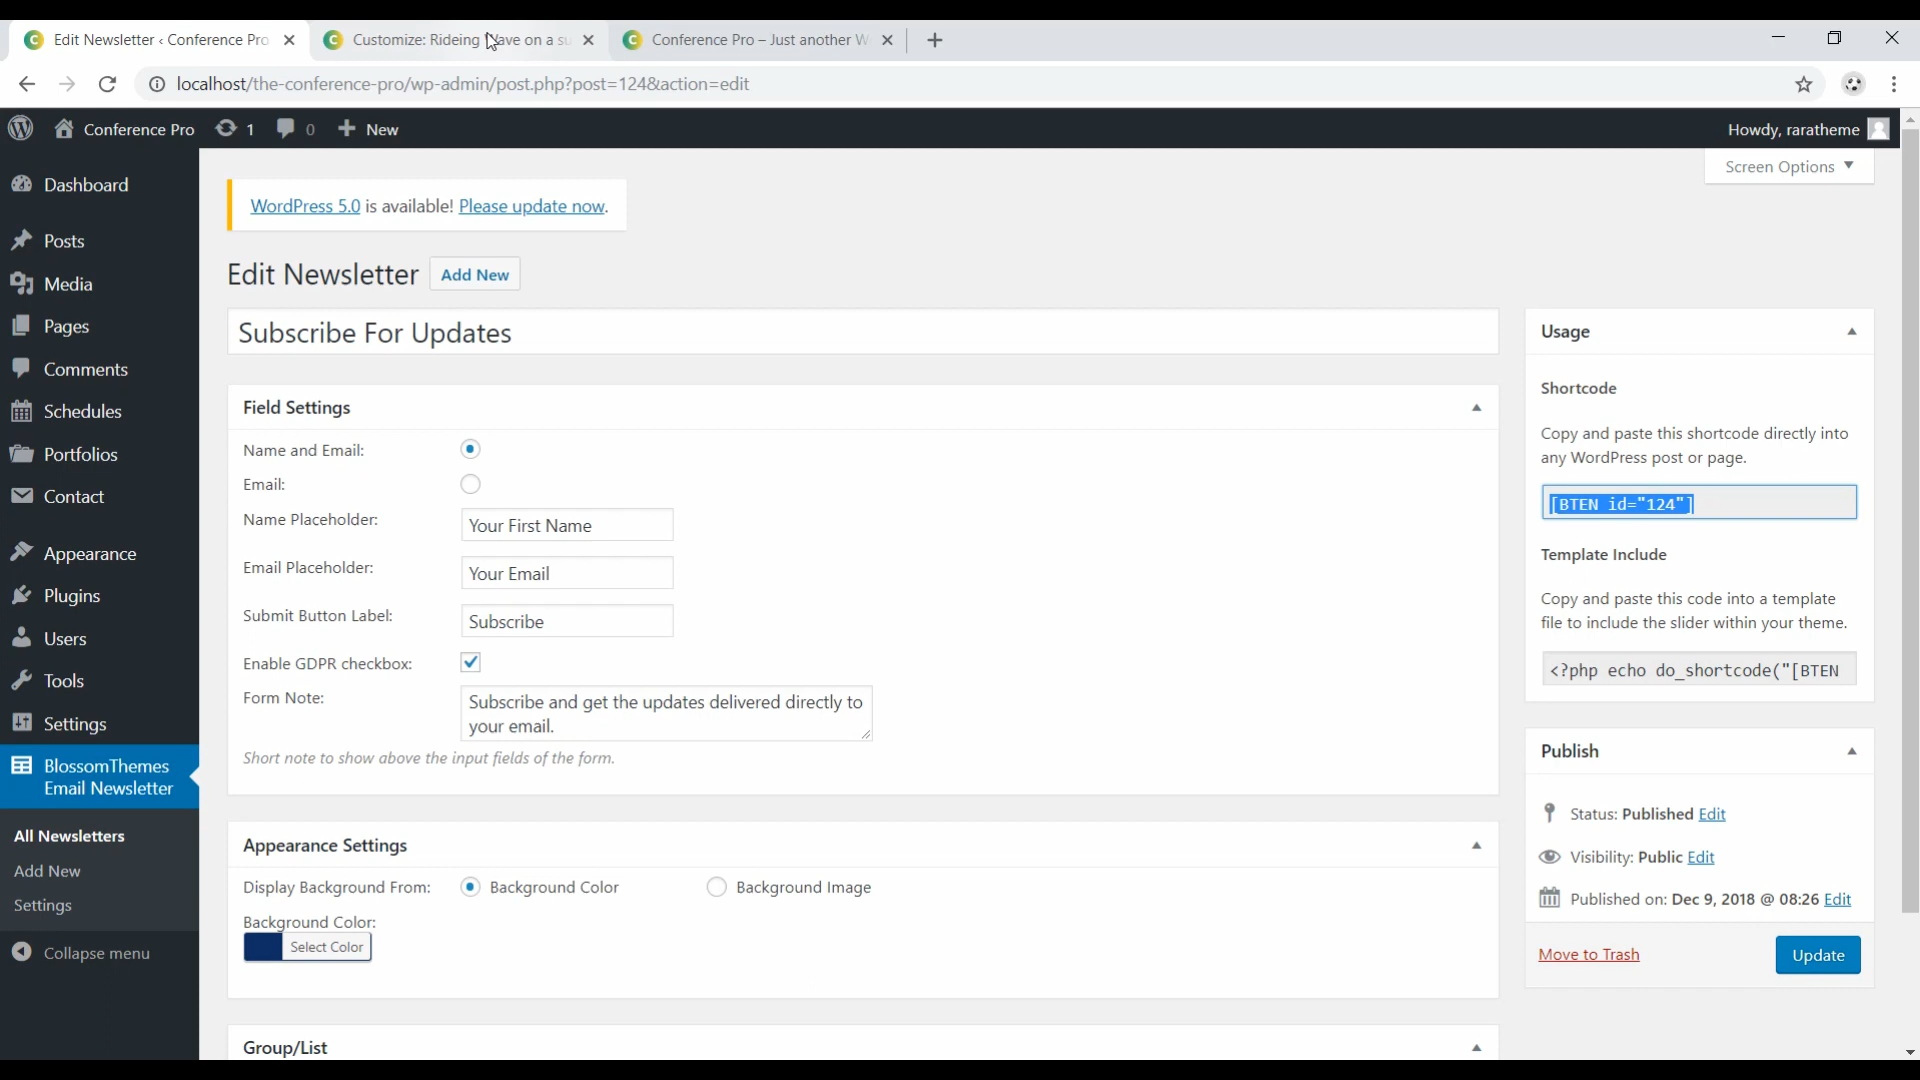 Edit Newsletter ‹ Conference Pro
Customize: Rideing Wave on a su
Conference Pro – Just another W
localhost/the-conference-pro/wp-admin/post.php?post=124&action=edit
Conference Pro
1
0
New
Howdy, raratheme
Screen Options
Dashboard
Posts
Media
Pages
Comments
Schedules
Portfolios
Contact
Appearance
Plugins
Users
Tools
Settings
BlossomThemes
Email Newsletter
All Newsletters
Add New
Settings
Collapse menu
WordPress 5.0 is available! Please update now.
Edit Newsletter
Add New
Subscribe For Updates
Field Settings
Name and Email:
Email:
Name Placeholder:
Your First Name
Email Placeholder:
Your Email
Submit Button Label:
Subscribe
Enable GDPR checkbox:
Form Note:
Subscribe and get the updates delivered directly to
your email.
Short note to show above the input fields of the form.
Appearance Settings
Display Background From:
Background Color
Background Image
Background Color:
Select Color
Group/List
Usage
Shortcode
Copy and paste this shortcode directly into
any WordPress post or page.
[BTEN id="124"]
Template Include
Copy and paste this code into a template
file to include the slider within your theme.
<?php echo do_shortcode("[BTEN
Publish
Status: Published Edit
Visibility: Public Edit
Published on: Dec 9, 2018 @ 08:26 Edit
Move to Trash
Update